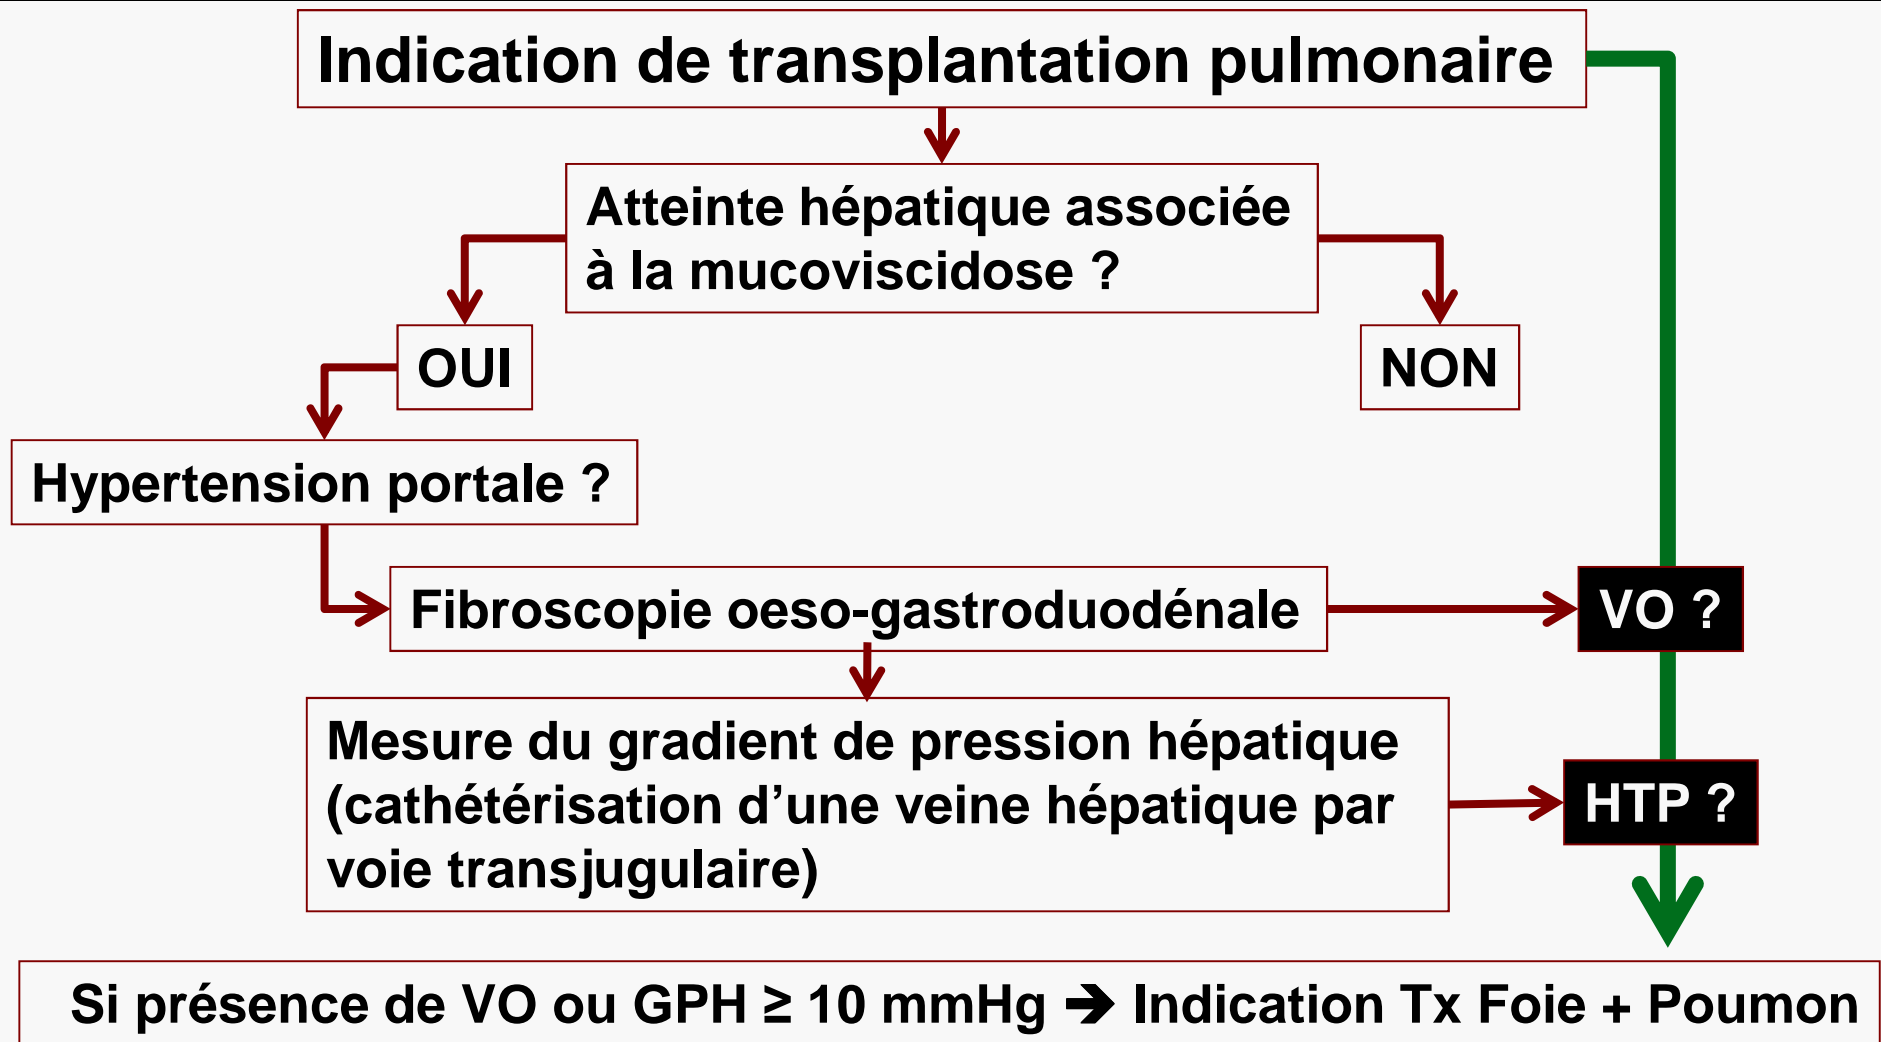 Indication de transplantation pulmonaire
Atteinte hépatique associée
à la mucoviscidose ?
OUI
NON
Hypertension portale ?
Fibroscopie oeso-gastroduodénale
VO ?
Mesure du gradient de pression hépatique
(cathétérisation d’une veine hépatique par
voie transjugulaire)
HTP ?
Si présence de VO ou GPH ≥ 10 mmHg ➔ Indication Tx Foie + Poumon